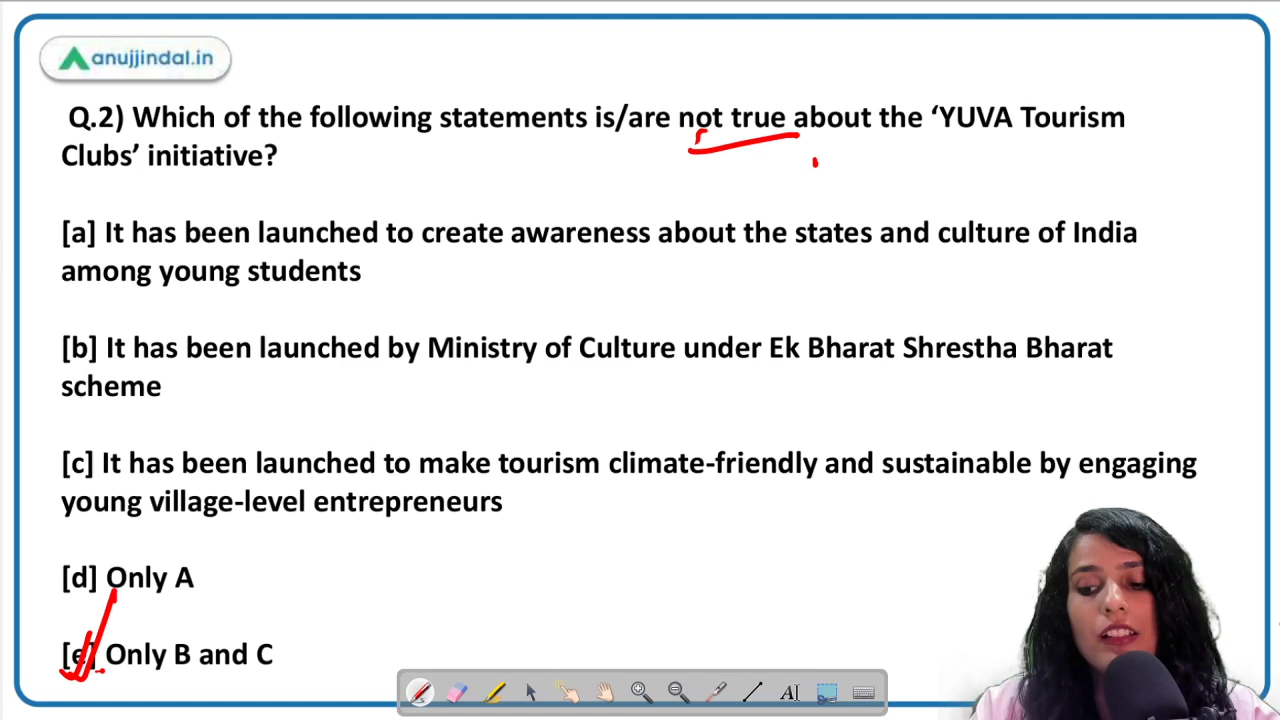 anujjindal.in
Q.2) Which of the following statements is/are not true about the ‘YUVA Tourism
Clubs’ initiative?
[a] It has been launched to create awareness about the states and culture of India
among young students
[b] It has been launched by Ministry of Culture under Ek Bharat Shrestha Bharat
scheme
[c] It has been launched to make tourism climate-friendly and sustainable by engaging
young village-level entrepreneurs
[d] Only A
[e] Only B and C